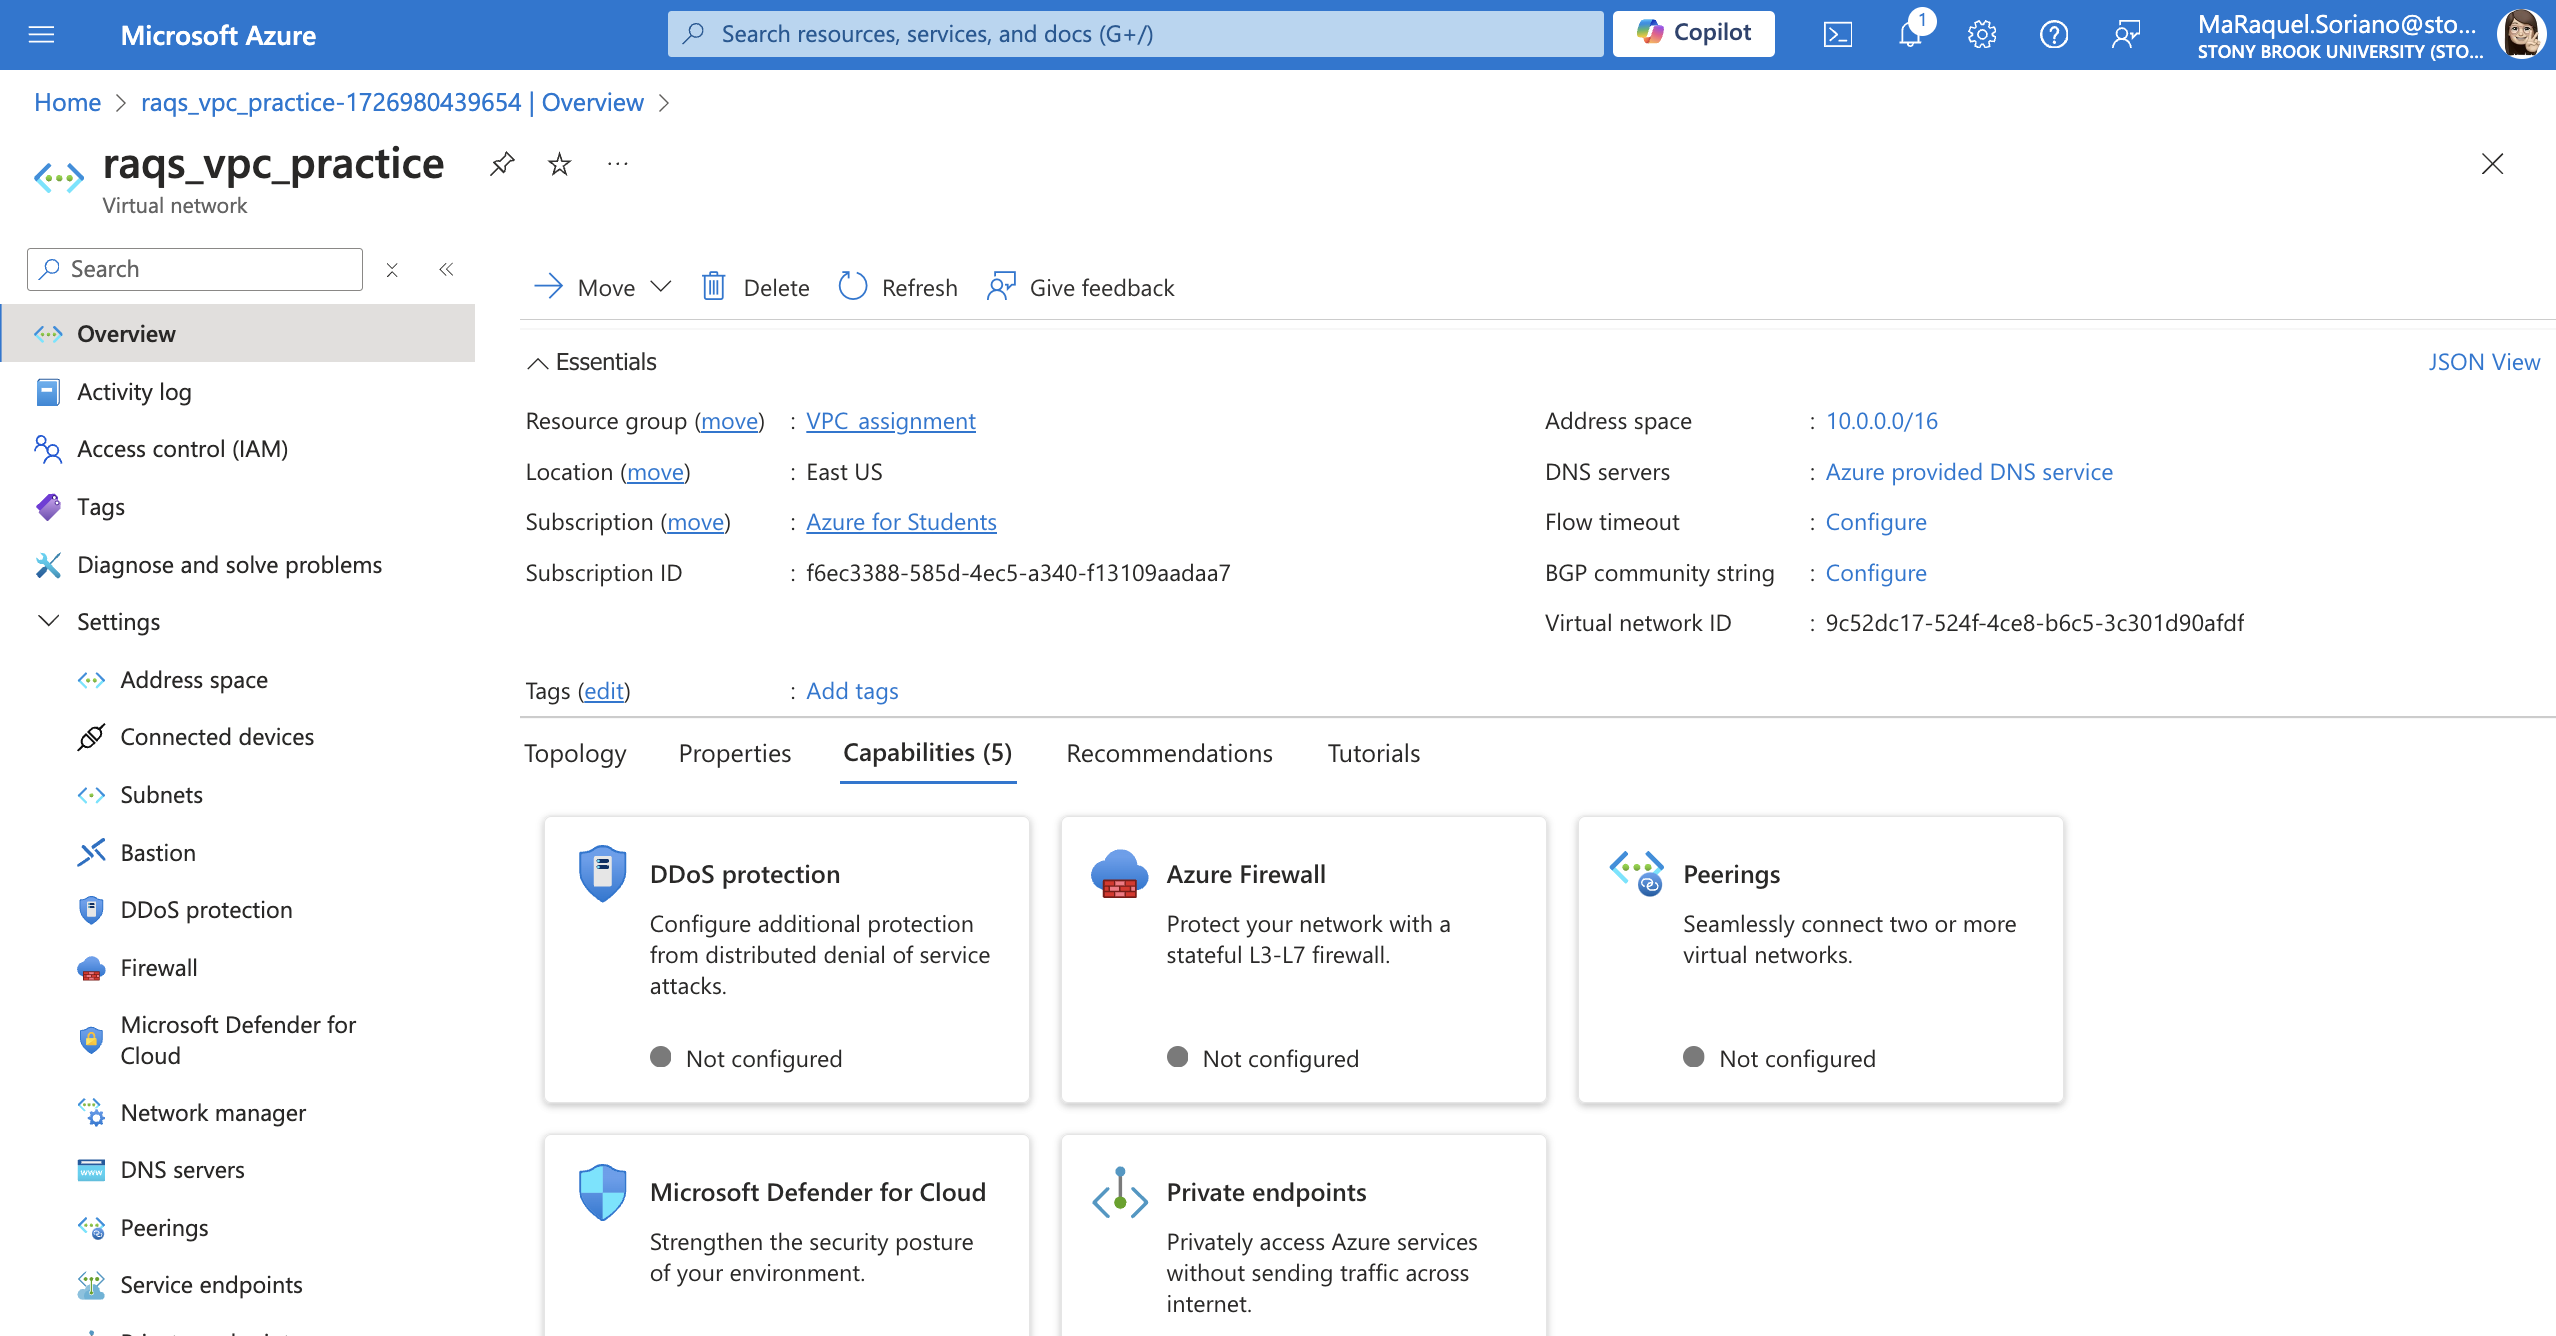 Microsoft Azure
Search resources, services, and docs (G+/)
Copilot
1
MaRaquel.Soriano@sto...
STONY BROOK UNIVERSITY (STO...
Home > raqs_vpc_practice-1726980439654 | Overview >
raqs_vpc_practice
Virtual network
Search
Overview
Activity log
Access control (IAM)
Tags
Diagnose and solve problems
Settings
Address space
Connected devices
Subnets
Bastion
DDoS protection
Firewall
Microsoft Defender for
Cloud
Network manager
DNS servers
Peerings
Service endpoints
Move Delete Refresh Give feedback
Essentials
JSON View
Resource group (move) : VPC_assignment
Location (move) : East US
Subscription (move) : Azure for Students
Subscription ID : f6ec3388-585d-4ec5-a340-f13109aadaa7
Address space : 10.0.0.0/16
DNS servers : Azure provided DNS service
Flow timeout : Configure
BGP community string : Configure
Virtual network ID : 9c52dc17-524f-4ce8-b6c5-3c301d90afdf
Tags (edit) : Add tags
Topology Properties Capabilities (5) Recommendations Tutorials
DDoS protection
Configure additional protection
from distributed denial of service
attacks.
Not configured
Azure Firewall
Protect your network with a
stateful L3-L7 firewall.
Not configured
Peerings
Seamlessly connect two or more
virtual networks.
Not configured
Microsoft Defender for Cloud
Strengthen the security posture
of your environment.
Private endpoints
Privately access Azure services
without sending traffic across
internet.